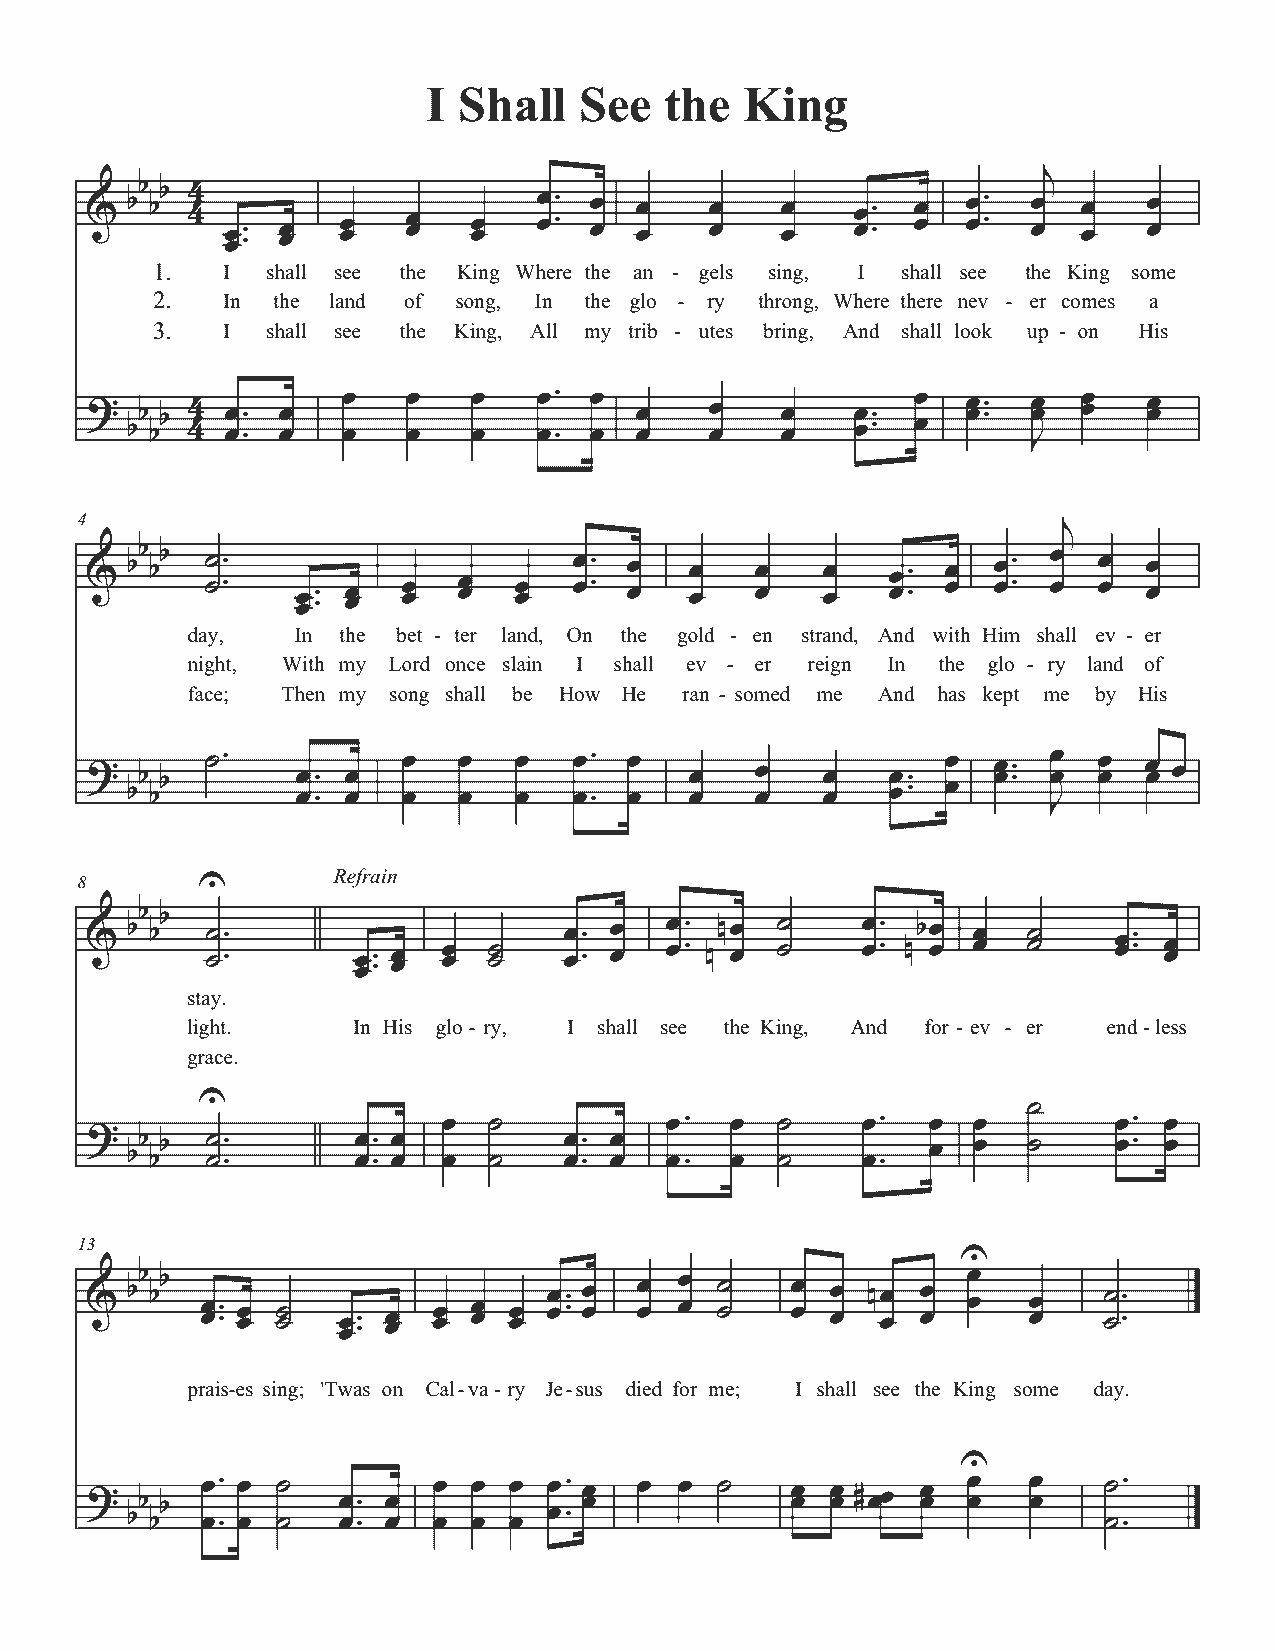 I Shall See the King
1. I shall see the King Where the an - gels sing, I shall see the King some
2. In the land of song, In the glo - ry throng, Where there nev - er comes a
3. I shall see the King, All my trib - utes bring, And shall look up - on His
4
day, In the bet - ter land, On the gold - en strand, And with Him shall ev - er
night, With my Lord once slain I shall ev - er reign In the glo - ry land of
face; Then my song shall be How He ran - somed me And has kept me by His
8 Refrain
stay.
light. In His glo - ry, I shall see the King, And for - ev - er end - less
grace.
13
prais-es sing; 'Twas on Cal - va - ry Je - sus died for me; I shall see the King some day.